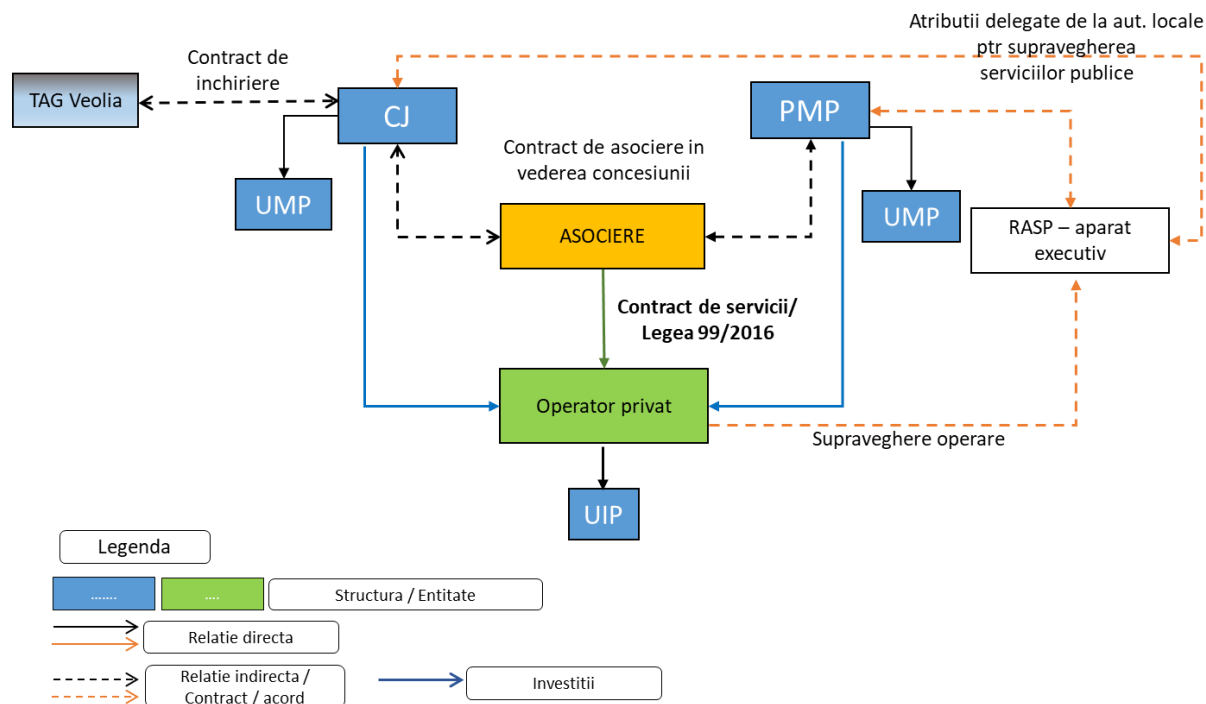 Atributii delegate de la aut. locale
ptr supravegherea
serviciilor publice
Contract de
inchiriere
TAG Veolia
CJ
PMP
Contract de asociere in
vederea concesiunii
UMP
UMP
ASOCIERE
RASP – aparat
executiv
Contract de servicii/
Legea 99/2016
Operator privat
Supraveghere operare
UIP
Legenda
.......
....
Structura / Entitate
Relatie directa
Relatie indirecta /
Contract / acord
Investitii